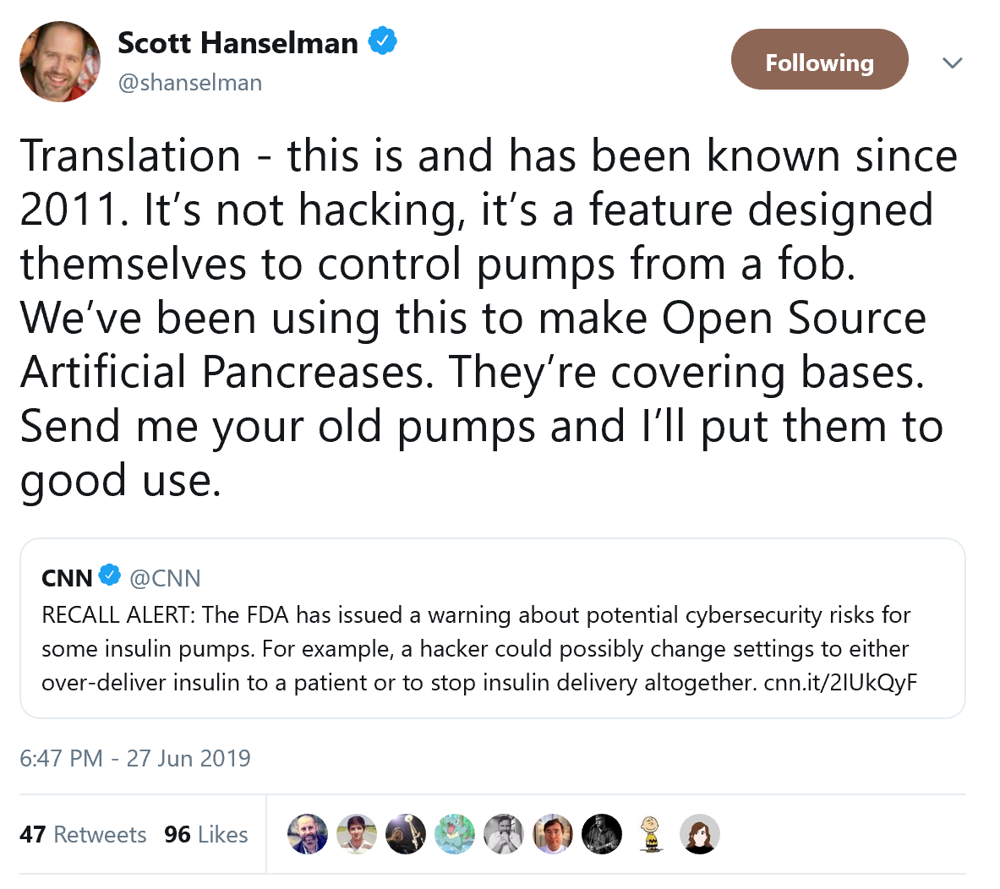 Scott Hanselman
@shanselman
Following
Translation - this is and has been known since
2011. It’s not hacking, it’s a feature designed
themselves to control pumps from a fob.
We’ve been using this to make Open Source
Artificial Pancreases. They’re covering bases.
Send me your old pumps and I’ll put them to
good use.
CNN @CNN
RECALL ALERT: The FDA has issued a warning about potential cybersecurity risks for
some insulin pumps. For example, a hacker could possibly change settings to either
over-deliver insulin to a patient or to stop insulin delivery altogether. cnn.it/2IUkQyF
6:47 PM - 27 Jun 2019
47 Retweets 96 Likes